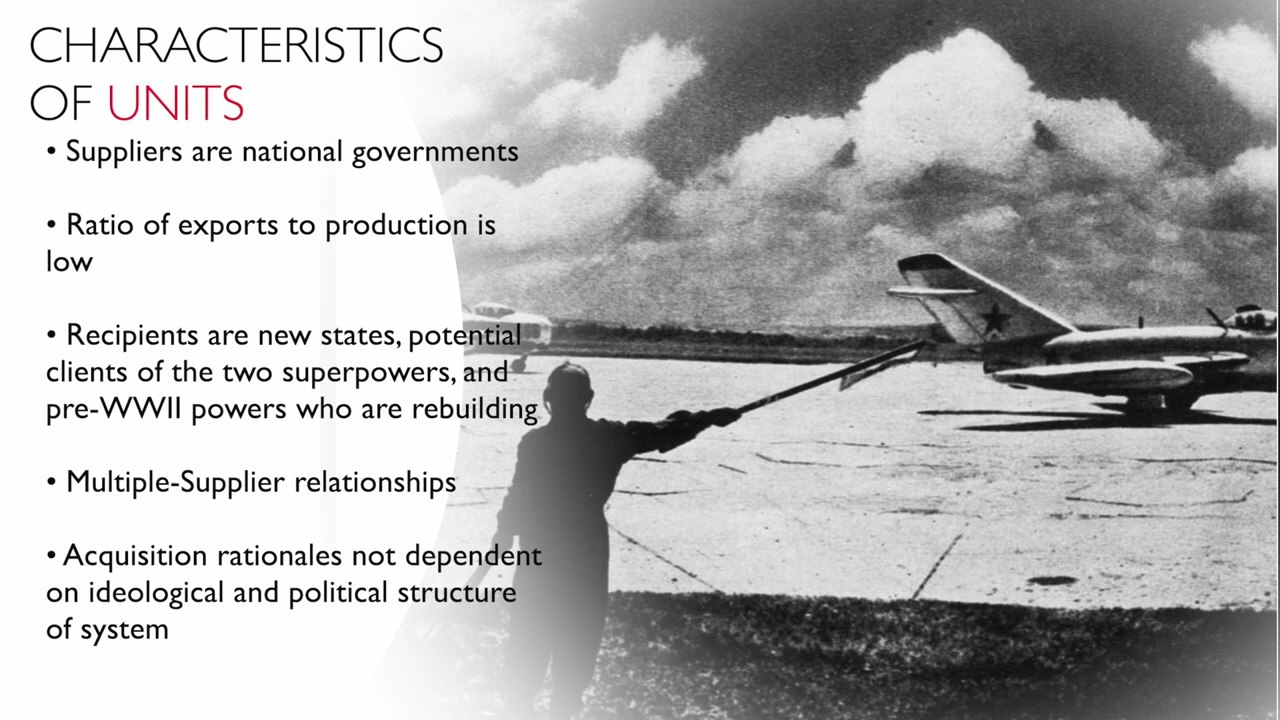 CHARACTERISTICS
OF UNITS
• Suppliers are national governments
• Ratio of exports to production is
low
• Recipients are new states, potential
clients of the two superpowers, and
pre-WWII powers who are rebuilding
• Multiple-Supplier relationships
• Acquisition rationales not dependent
on ideological and political structure
of system